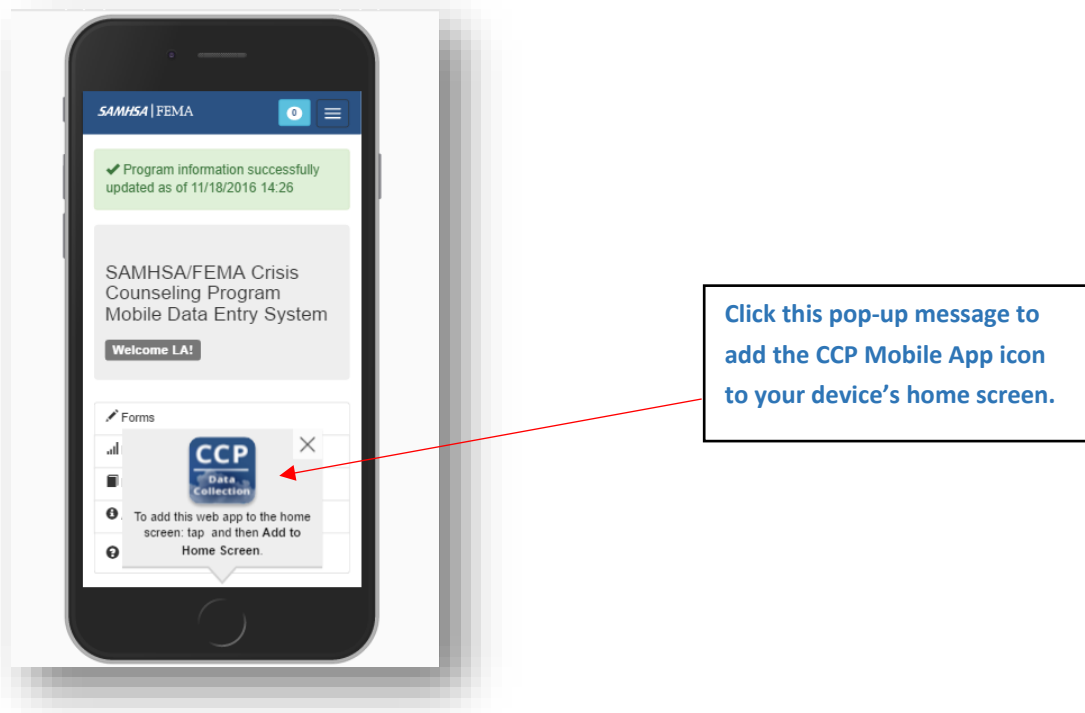 SAMHSA | FEMA
0
Program information successfully
updated as of 11/18/2016 14:26
SAMHSA/FEMA Crisis
Counseling Program
Mobile Data Entry System
Welcome LA!
Forms
CCP
Data
Collection
To add this web app to the home
screen: tap and then Add to
Home Screen.
Click this pop-up message to
add the CCP Mobile App icon
to your device's home screen.